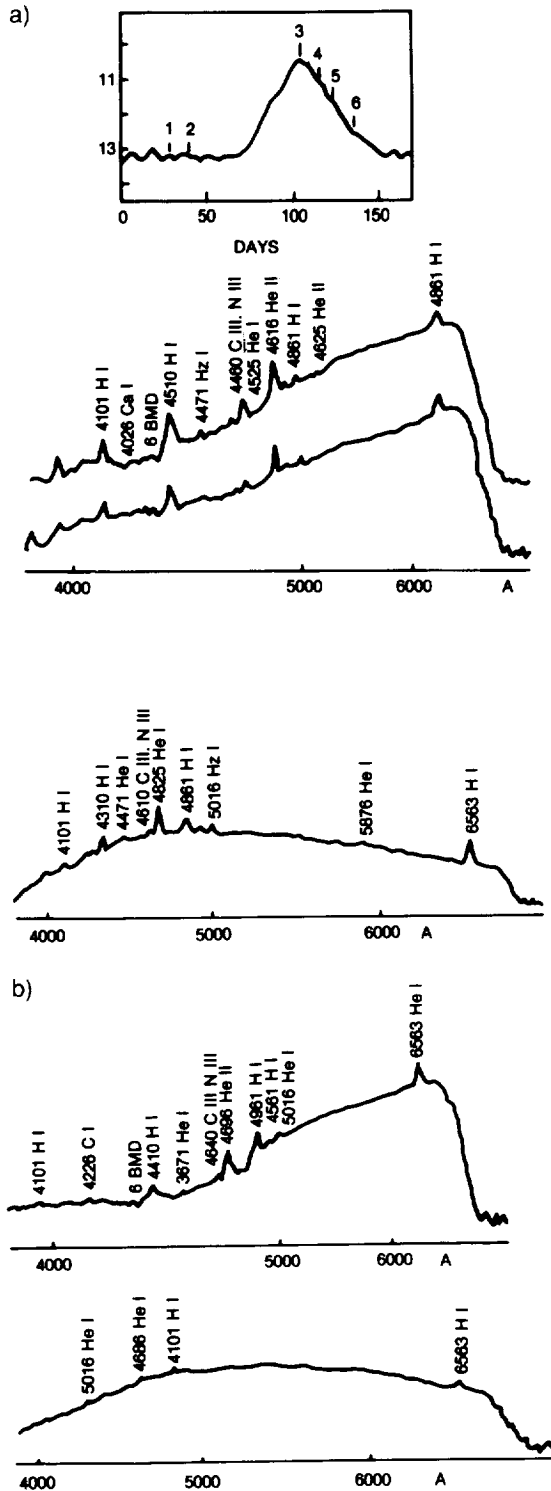 a)
3
4
11
5
6
1 2
13
0 50 100 150
DAYS
4101 H I
4026 Ca I
6 BMD
4510 H I
4471 Hz I
4460 C III. N III
4525 He I
4616 He II
4861 H I
4625 He II
4861 H I
4000 5000 6000 A
4101 H I
4310 H I
4471 He I
4610 C III. N III
4825 He I
4861 H I
5016 Hz I
5876 He I
6563 H I
4000 5000 6000 A
b)
4101 H I
4226 C I
6 BMD
4410 H I
3671 He I
4640 C III N III
4696 He II
4961 H I
4561 H I
5016 He I
6563 He I
4000 5000 6000 A
5016 He I
4686 He I
4101 H I
6563 H I
4000 5000 6000 A